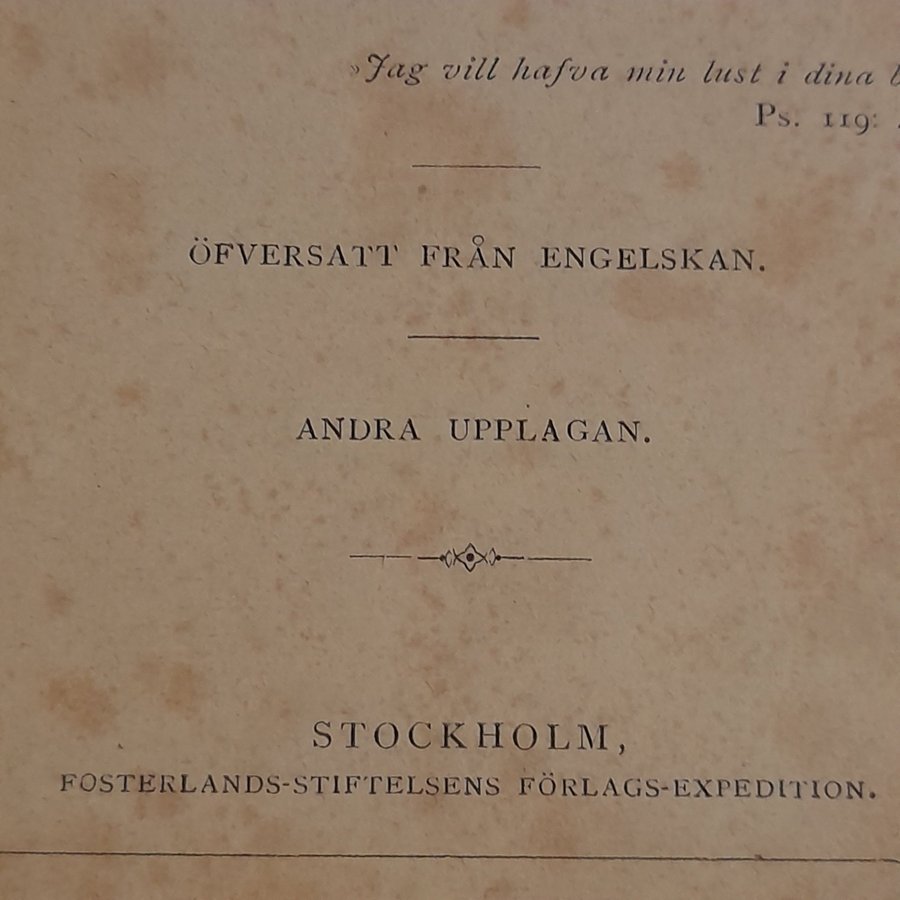 »Jag vill hafva min lust i dina
Ps. 119:
ÖFVERSATT FRÅN ENGELSKAN.
ANDRA UPPLAGAN.
STOCKHOLM,
FOSTERLANDS-STIFTELSENS FÖRLAGS-EXPEDITION.